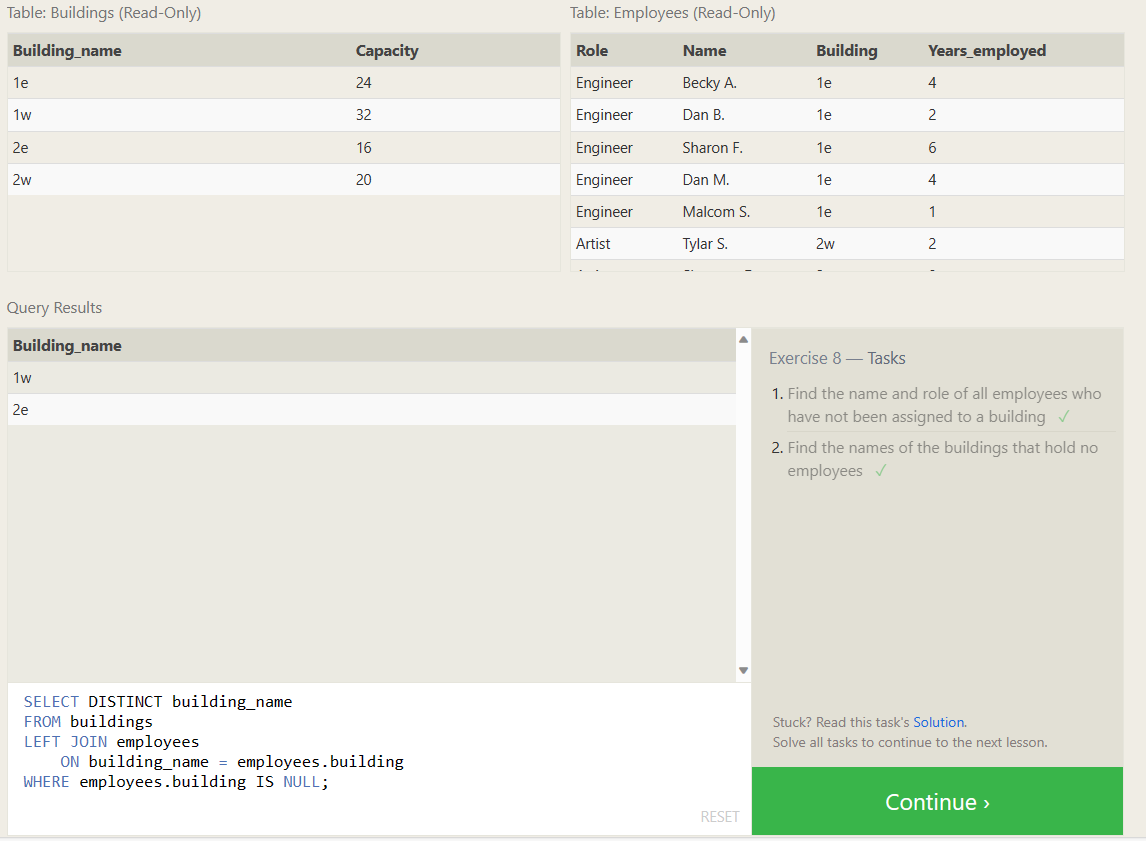 Table: Buildings (Read-Only)
Building_name Capacity
1e 24
1w 32
2e 16
2w 20
Table: Employees (Read-Only)
Role Name Building Years_employed
Engineer Becky A. 1e 4
Engineer Dan B. 1e 2
Engineer Sharon F. 1e 6
Engineer Dan M. 1e 4
Engineer Malcom S. 1e 1
Artist Tylar S. 2w 2
Query Results
Building_name
1w
2e
Exercise 8 — Tasks
1. Find the name and role of all employees who
have not been assigned to a building ✓
2. Find the names of the buildings that hold no
employees ✓
SELECT DISTINCT building_name
FROM buildings
LEFT JOIN employees
ON building_name = employees.building
WHERE employees.building IS NULL;
RESET
Stuck? Read this task's Solution.
Solve all tasks to continue to the next lesson.
Continue ›